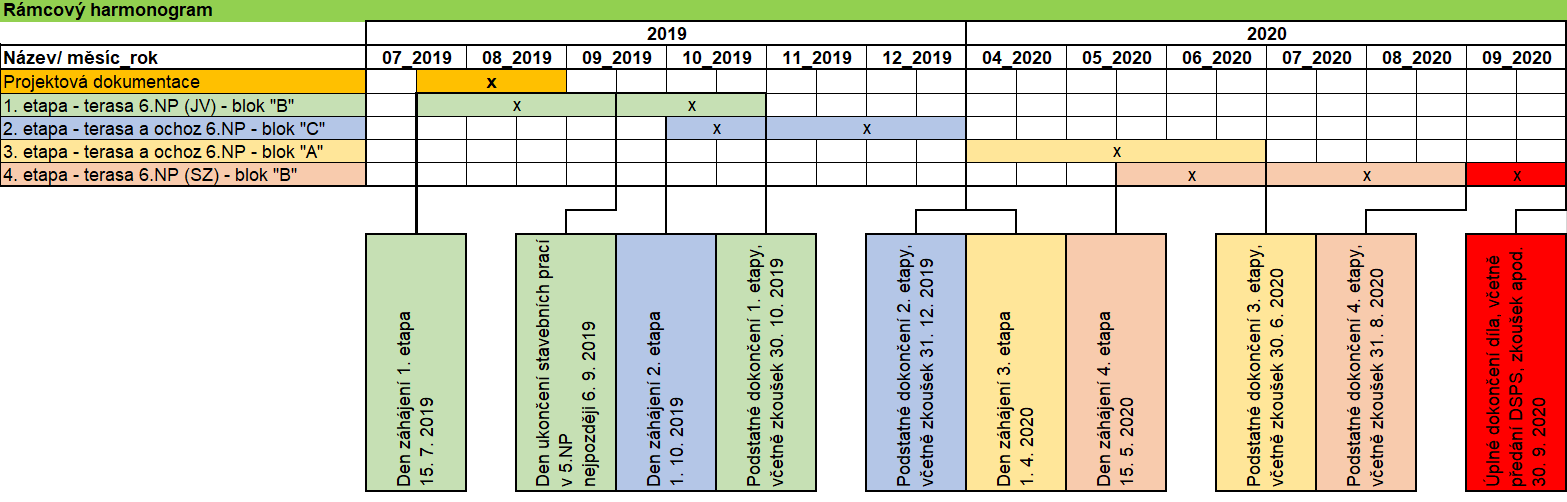 Rámcový harmonogram
2019 2020
Název/ měsíc_rok 07_2019 08_2019 09_2019 10_2019 11_2019 12_2019 04_2020 05_2020 06_2020 07_2020 08_2020 09_2020
Projektová dokumentace x
1. etapa - terasa 6.NP (JV) - blok "B" x x
2. etapa - terasa a ochoz 6.NP - blok "C" x x
3. etapa - terasa a ochoz 6.NP - blok "A" x
4. etapa - terasa 6.NP (SZ) - blok "B" x x x
Den záhájení 1. etapa
15. 7. 2019
Den ukončení stavebních prací
v 5.NP
nejpozději 6. 9. 2019
Den záhájení 2. etapa
1. 10. 2019
Podstatné dokončení 1. etapy,
včetně zkoušek 30. 10. 2019
Podstatné dokončení 2. etapy,
včetně zkoušek 31. 12. 2019
Den záhájení 3. etapa
1. 4. 2020
Den záhájení 4. etapa
15. 5. 2020
Podstatné dokončení 3. etapy,
včetně zkoušek 30. 6. 2020
Podstatné dokončení 4. etapy,
včetně zkoušek 31. 8. 2020
Úplné dokončení díla, včetně
předání DSPS, zkoušek apod.
30. 9. 2020